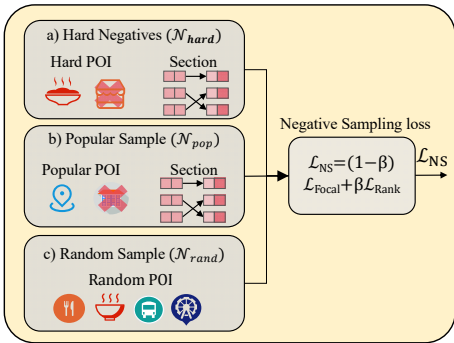 a) Hard Negatives (𝒩hard)
Hard POI Section
b) Popular Sample (𝒩pop)
Popular POI Section
c) Random Sample (𝒩rand)
Random POI
Negative Sampling loss
ℒNS=(1−β)
ℒFocal+βℒRank
ℒNS